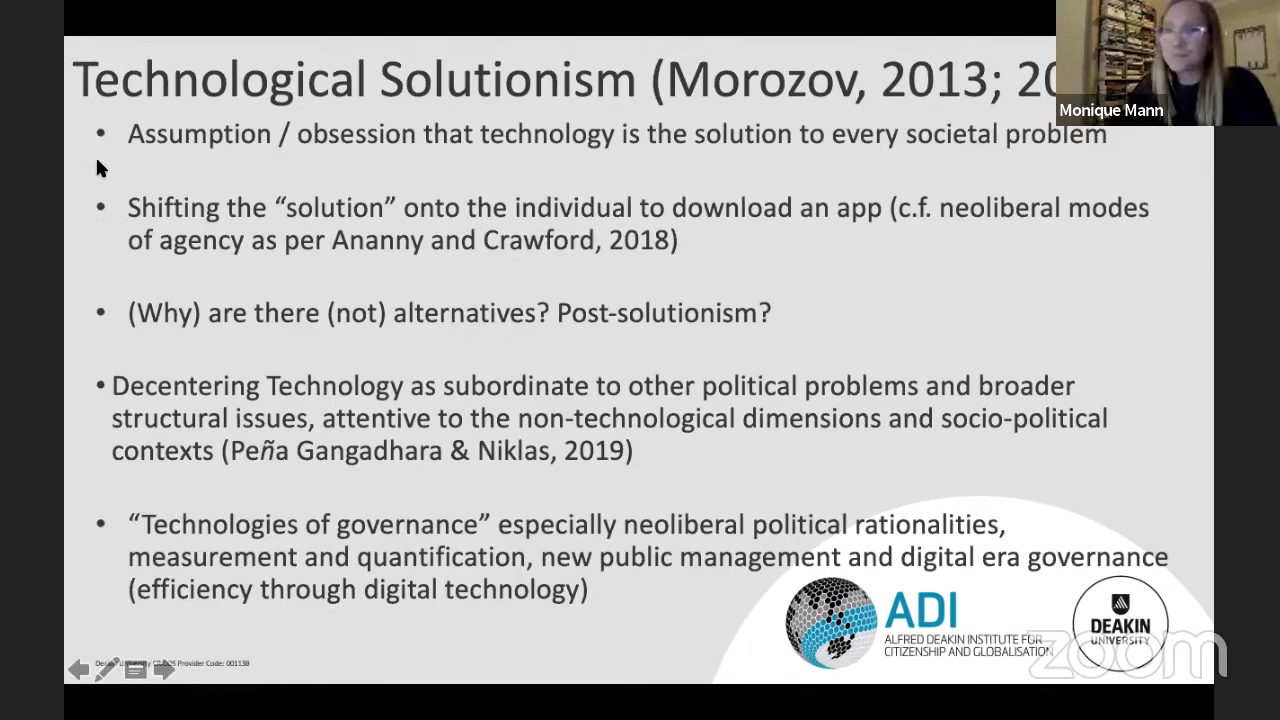 Technological Solutionism (Morozov, 2013; 20
Monique Mann
• Assumption / obsession that technology is the solution to every societal problem
• Shifting the “solution” onto the individual to download an app (c.f. neoliberal modes
of agency as per Ananny and Crawford, 2018)
• (Why) are there (not) alternatives? Post-solutionism?
• Decentering Technology as subordinate to other political problems and broader
structural issues, attentive to the non-technological dimensions and socio-political
contexts (Peña Gangadhara & Niklas, 2019)
• “Technologies of governance” especially neoliberal political rationalities,
measurement and quantification, new public management and digital era governance
(efficiency through digital technology)
ADI
ALFRED DEAKIN INSTITUTE FOR
CITIZENSHIP AND GLOBALISATION
DEAKIN
UNIVERSITY
zoom
Provider Code: 00113B